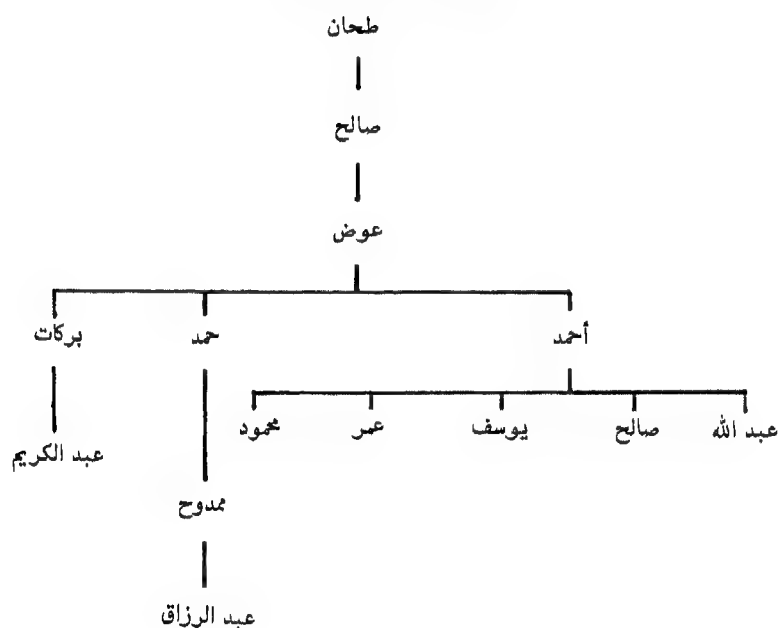 طحان
صالح
عوض
أحمد حمد بركات
عبد الله صالح يوسف عمر محمود
عبد الكريم
ممدوح
عبد الرزاق